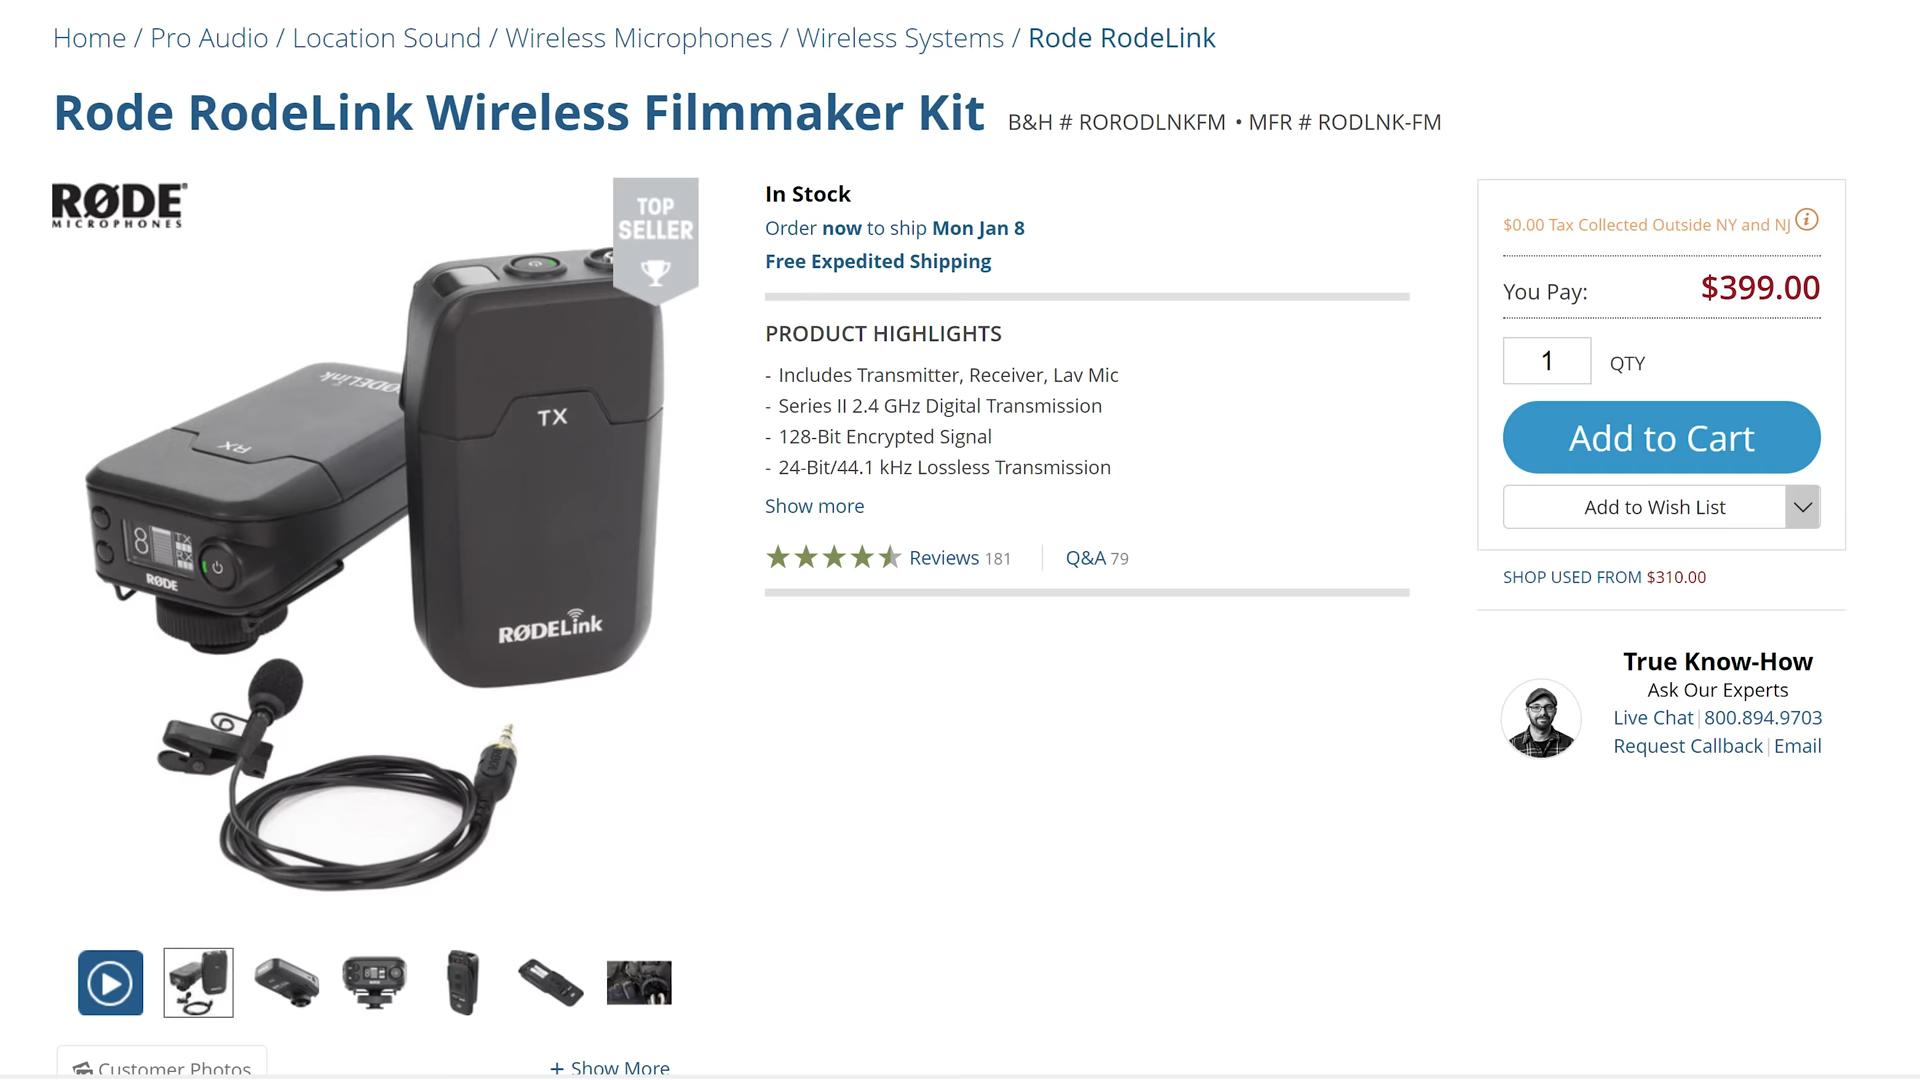 Home / Pro Audio / Location Sound / Wireless Microphones / Wireless Systems / Rode RodeLink
Rode RodeLink Wireless Filmmaker Kit B&H # RORODLNKFM • MFR # RODLNK-FM
RØDE
MICROPHONES
TOP
SELLER
RØDELink
RX
TX
8
TX
RX
RØDE
RØDELink
In Stock
Order now to ship Mon Jan 8
Free Expedited Shipping
PRODUCT HIGHLIGHTS
- Includes Transmitter, Receiver, Lav Mic
- Series II 2.4 GHz Digital Transmission
- 128-Bit Encrypted Signal
- 24-Bit/44.1 kHz Lossless Transmission
Show more
Reviews 181
Q&A 79
$0.00 Tax Collected Outside NY and NJ
You Pay: $399.00
1 QTY
Add to Cart
Add to Wish List
SHOP USED FROM $310.00
True Know-How
Ask Our Experts
Live Chat 800.894.9703
Request Callback Email
Customer Photos
+ Show More